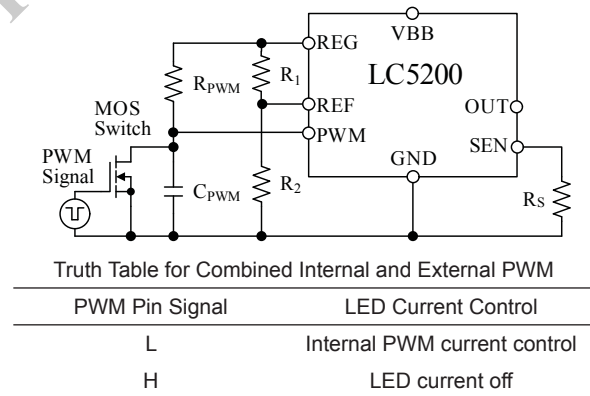 REG
VBB
LC5200
RPWM
R1
REF
OUT
MOS
Switch
PWM
SEN
PWM
Signal
GND
CPWM
R2
RS
Truth Table for Combined Internal and External PWM
PWM Pin Signal LED Current Control
L Internal PWM current control
H LED current off